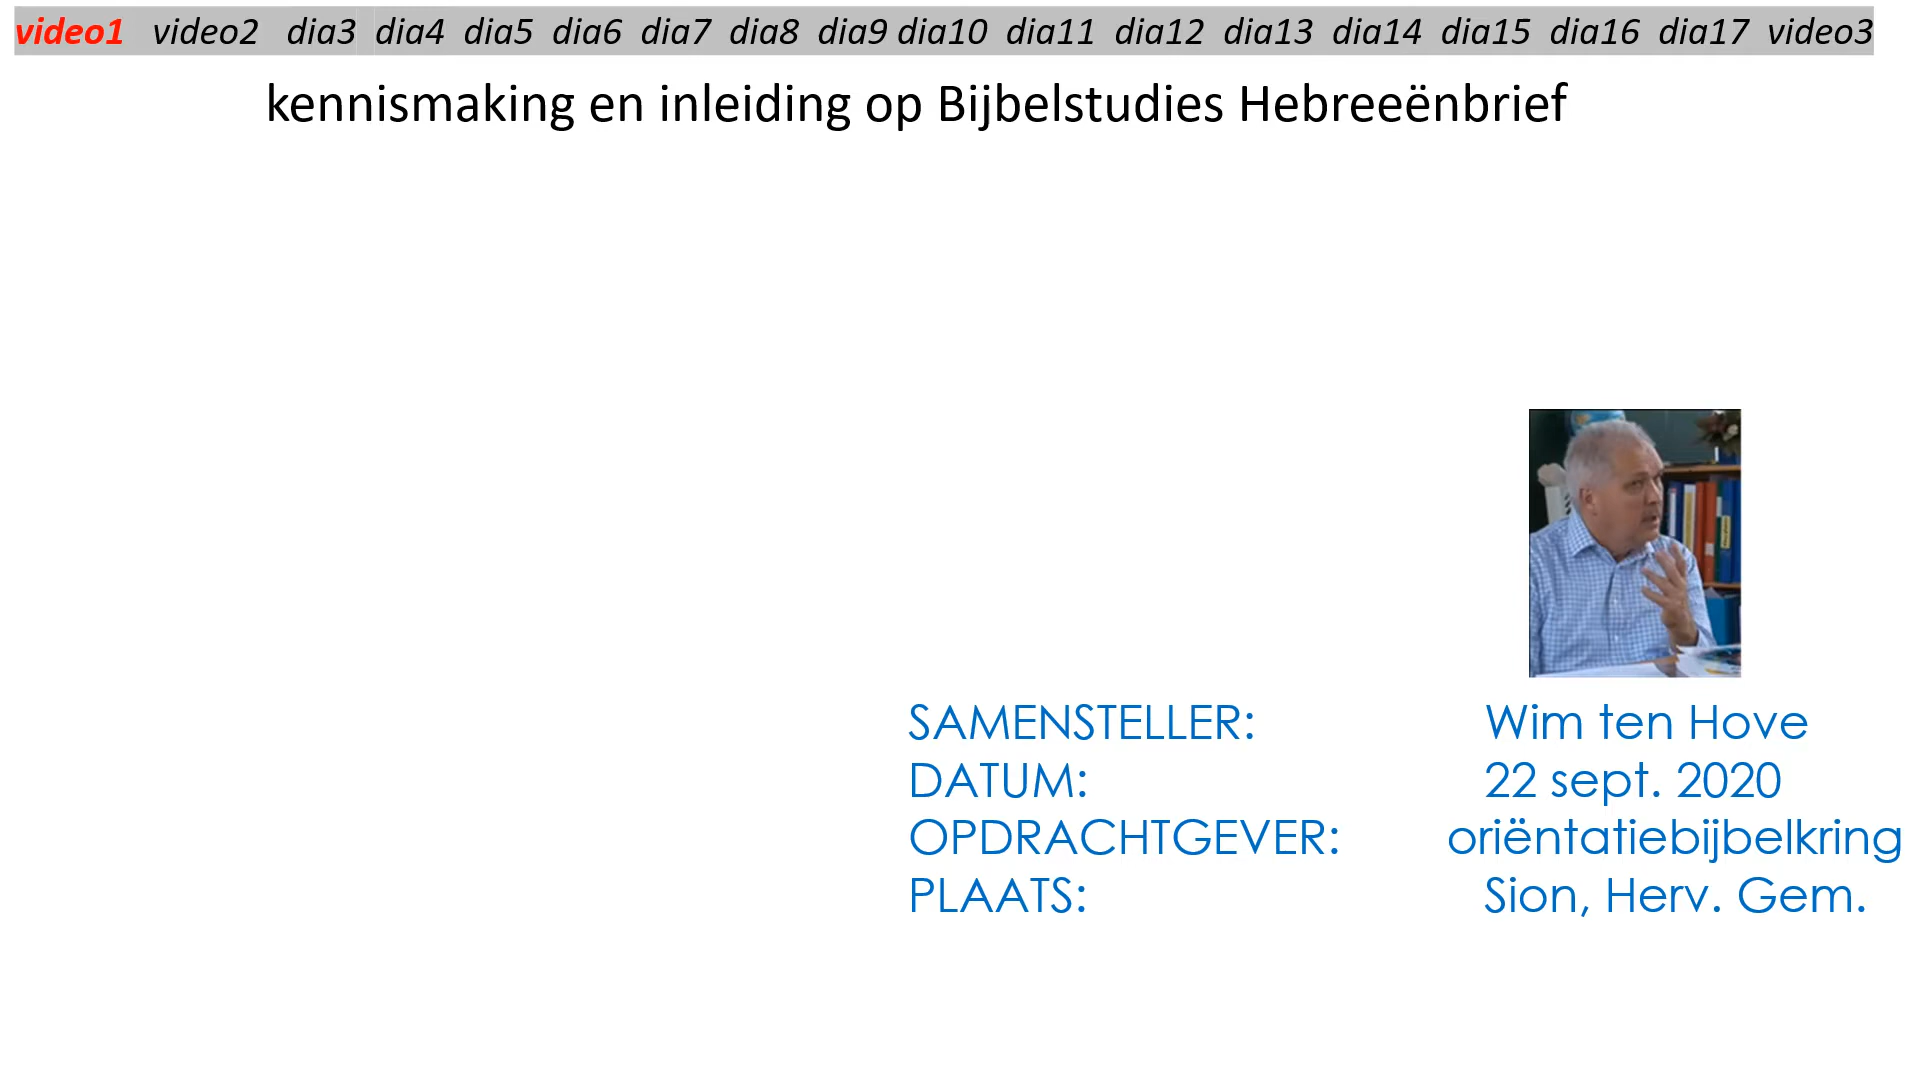 video1 video2 dia3 dia4 dia5 dia6 dia7 dia8 dia9 dia10 dia11 dia12 dia13 dia14 dia15 dia16 dia17 video3
kennismaking en inleiding op Bijbelstudies Hebreeënbrief
SAMENSTELLER: Wim ten Hove
DATUM: 22 sept. 2020
OPDRACHTGEVER: oriëntatiebijbelkring
PLAATS: Sion, Herv. Gem.